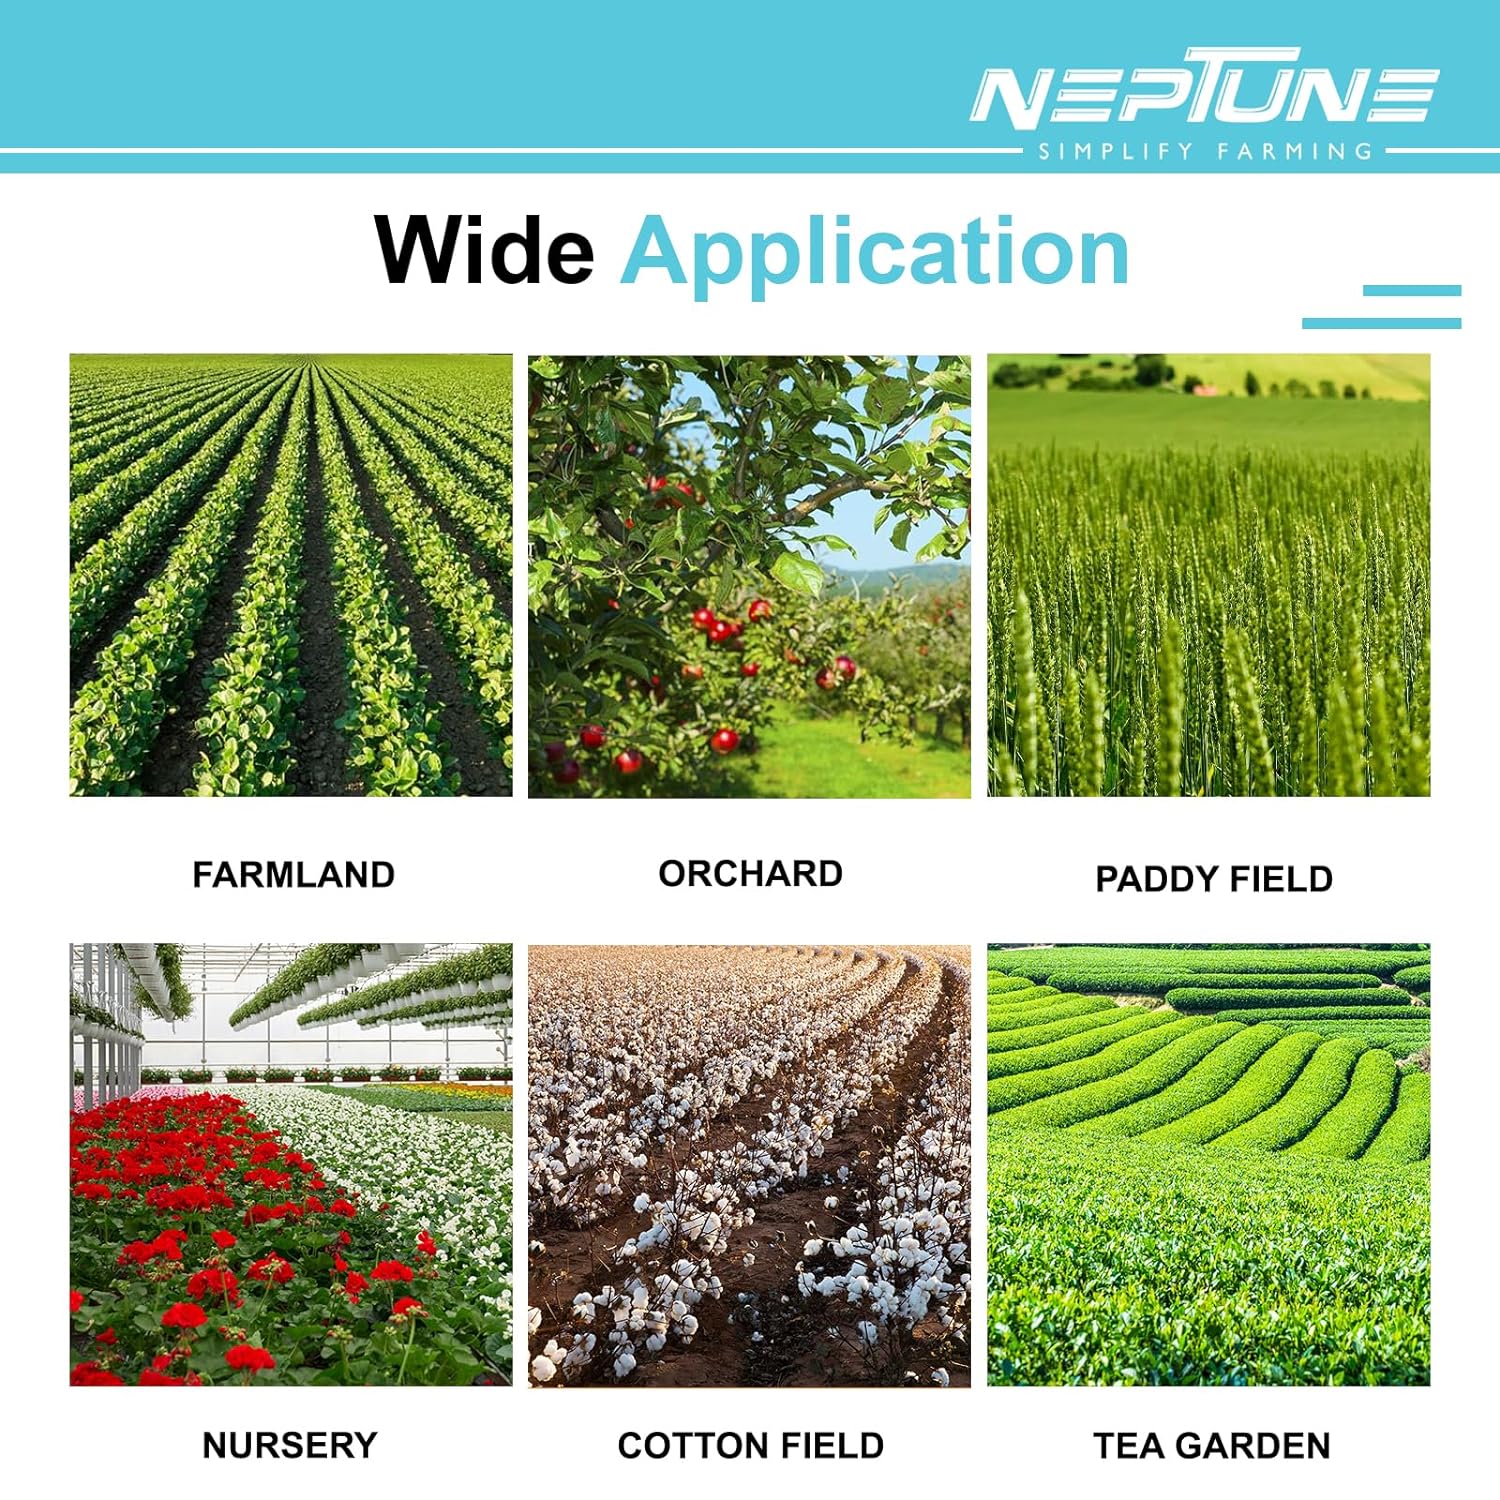 NEPTUNE
SIMPLIFY FARMING
Wide Application
FARMLAND
ORCHARD
PADDY FIELD
NURSERY
COTTON FIELD
TEA GARDEN